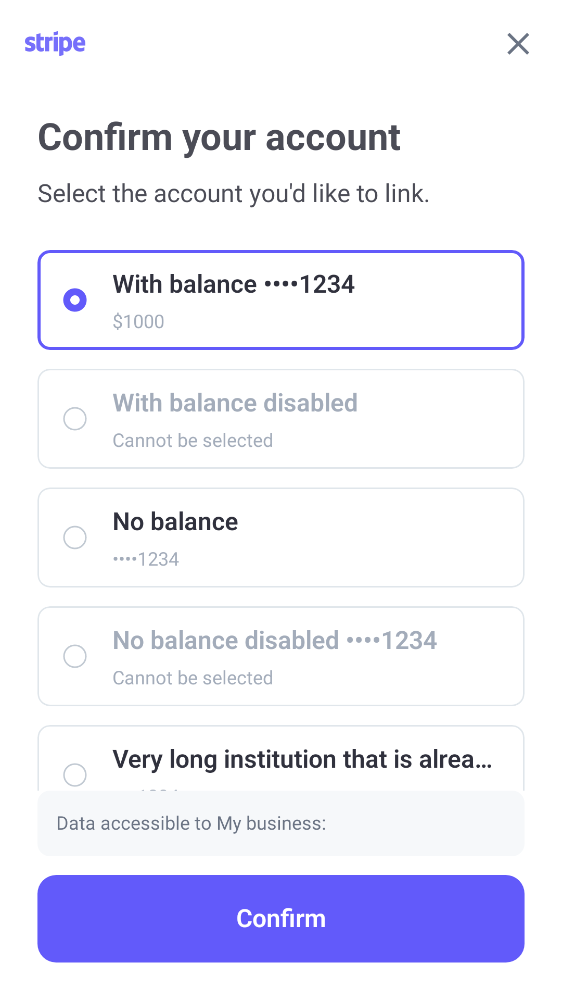 stripe
Confirm your account
Select the account you'd like to link.
With balance ••••1234
$1000
With balance disabled
Cannot be selected
No balance
••••1234
No balance disabled ••••1234
Cannot be selected
Very long institution that is alrea...
Data accessible to My business:
Confirm